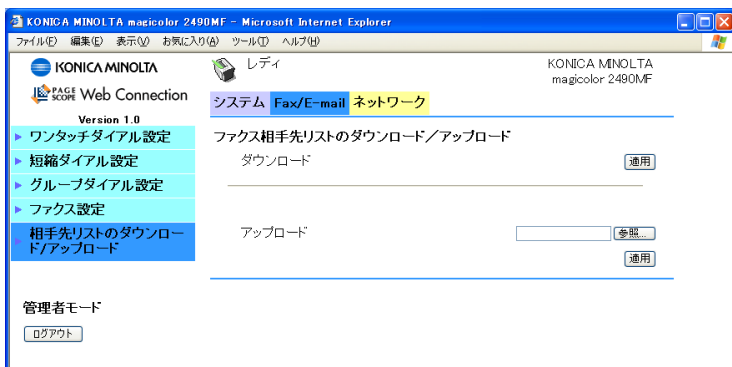 KONICA MINOLTA magicolor 2490MF - Microsoft Internet Explorer
ファイル(F) 編集(E) 表示(V) お気に入り(A) ツール(T) ヘルプ(H)
KONICA MINOLTA
レディ
KONICA MINOLTA
magicolor 2490MF
PAGE SCOPE Web Connection
Version 1.0
システム Fax/E-mail ネットワーク
ワンタッチダイアル設定
短縮ダイアル設定
グループダイアル設定
ファクス設定
相手先リストのダウンロー
ド/アップロード
管理者モード
ログアウト
ファクス相手先リストのダウンロード/アップロード
ダウンロード 適用
アップロード 参照...
適用